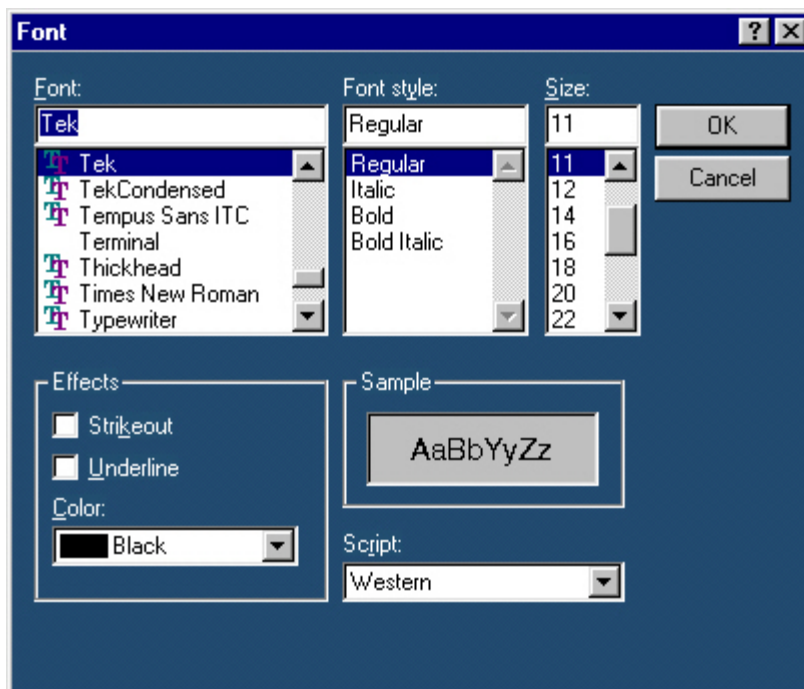 Font
Font:
Tek
Tek
TekCondensed
Tempus Sans ITC
Terminal
Thickhead
Times New Roman
Typewriter
Font style:
Regular
Regular
Italic
Bold
Bold Italic
Size:
11
11
12
14
16
18
20
22
OK
Cancel
Effects
Strikeout
Underline
Color:
Black
Sample
AaBbYyZz
Script:
Western